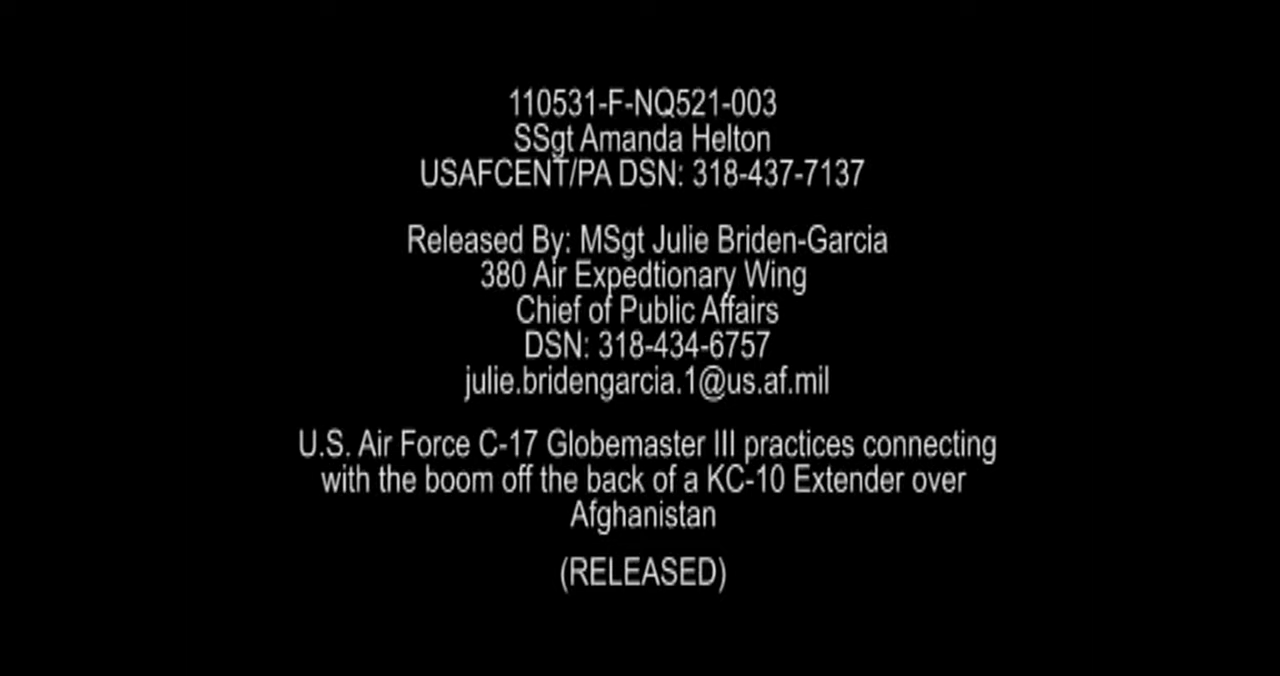 110531-F-NQ521-003
SSgt Amanda Helton
USAFCENT/PA DSN: 318-437-7137
Released By: MSgt Julie Briden-Garcia
380 Air Expedtionary Wing
Chief of Public Affairs
DSN: 318-434-6757
julie.bridengarcia.1@us.af.mil
U.S. Air Force C-17 Globemaster III practices connecting
with the boom off the back of a KC-10 Extender over
Afghanistan
(RELEASED)